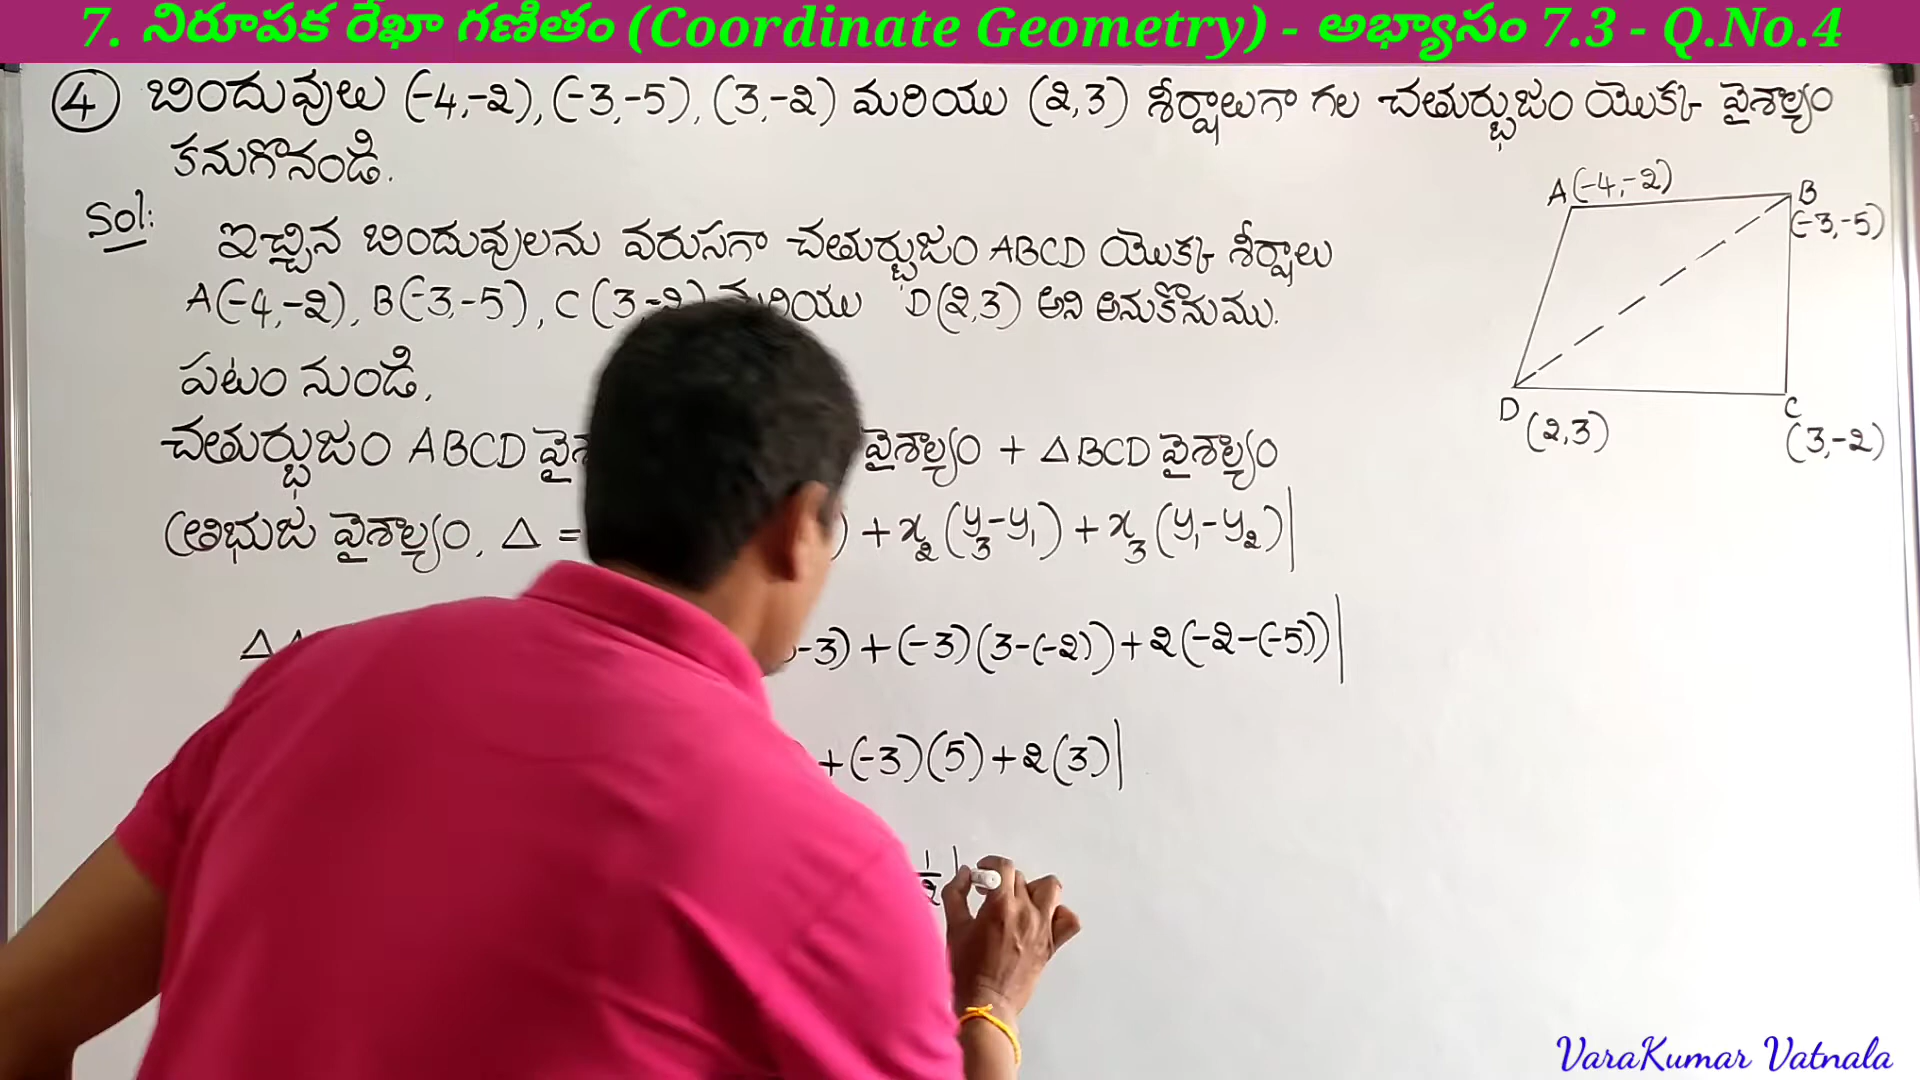 7. నిరూపక రేఖా గణితం (Coordinate Geometry) - అభ్యాసం 7.3 - Q.No.4
④ బిందువులు (-4,-2), (-3,-5), (3,-2) మరియు (2,3) శీర్షాలుగా గల చతుర్భుజం యొక్క వైశాల్యం
కనుగొనండి.
Sol:
ఇచ్చిన బిందువులను వరుసగా చతుర్భుజం ABCD యొక్క శీర్షాలు
A(-4,-2), B(-3,-5), C(3,-2) మరియు D(2,3) అని అనుకొనుము.
పటం నుండి,
చతుర్భుజం ABCD వైశాల్యం + △BCD వైశాల్యం
త్రిభుజ వైశాల్యం, △ = ) + x₂(y₃-y₁) + x₃(y₁-y₂)|
△ -3)+(-3)(3-(-2))+2(-2-(-5))|
+(-3)(5)+2(3)|
1/2 |
A(-4,-2)
B
(-3,-5)
D
(2,3)
C
(3,-2)
VaraKumar Vatnala